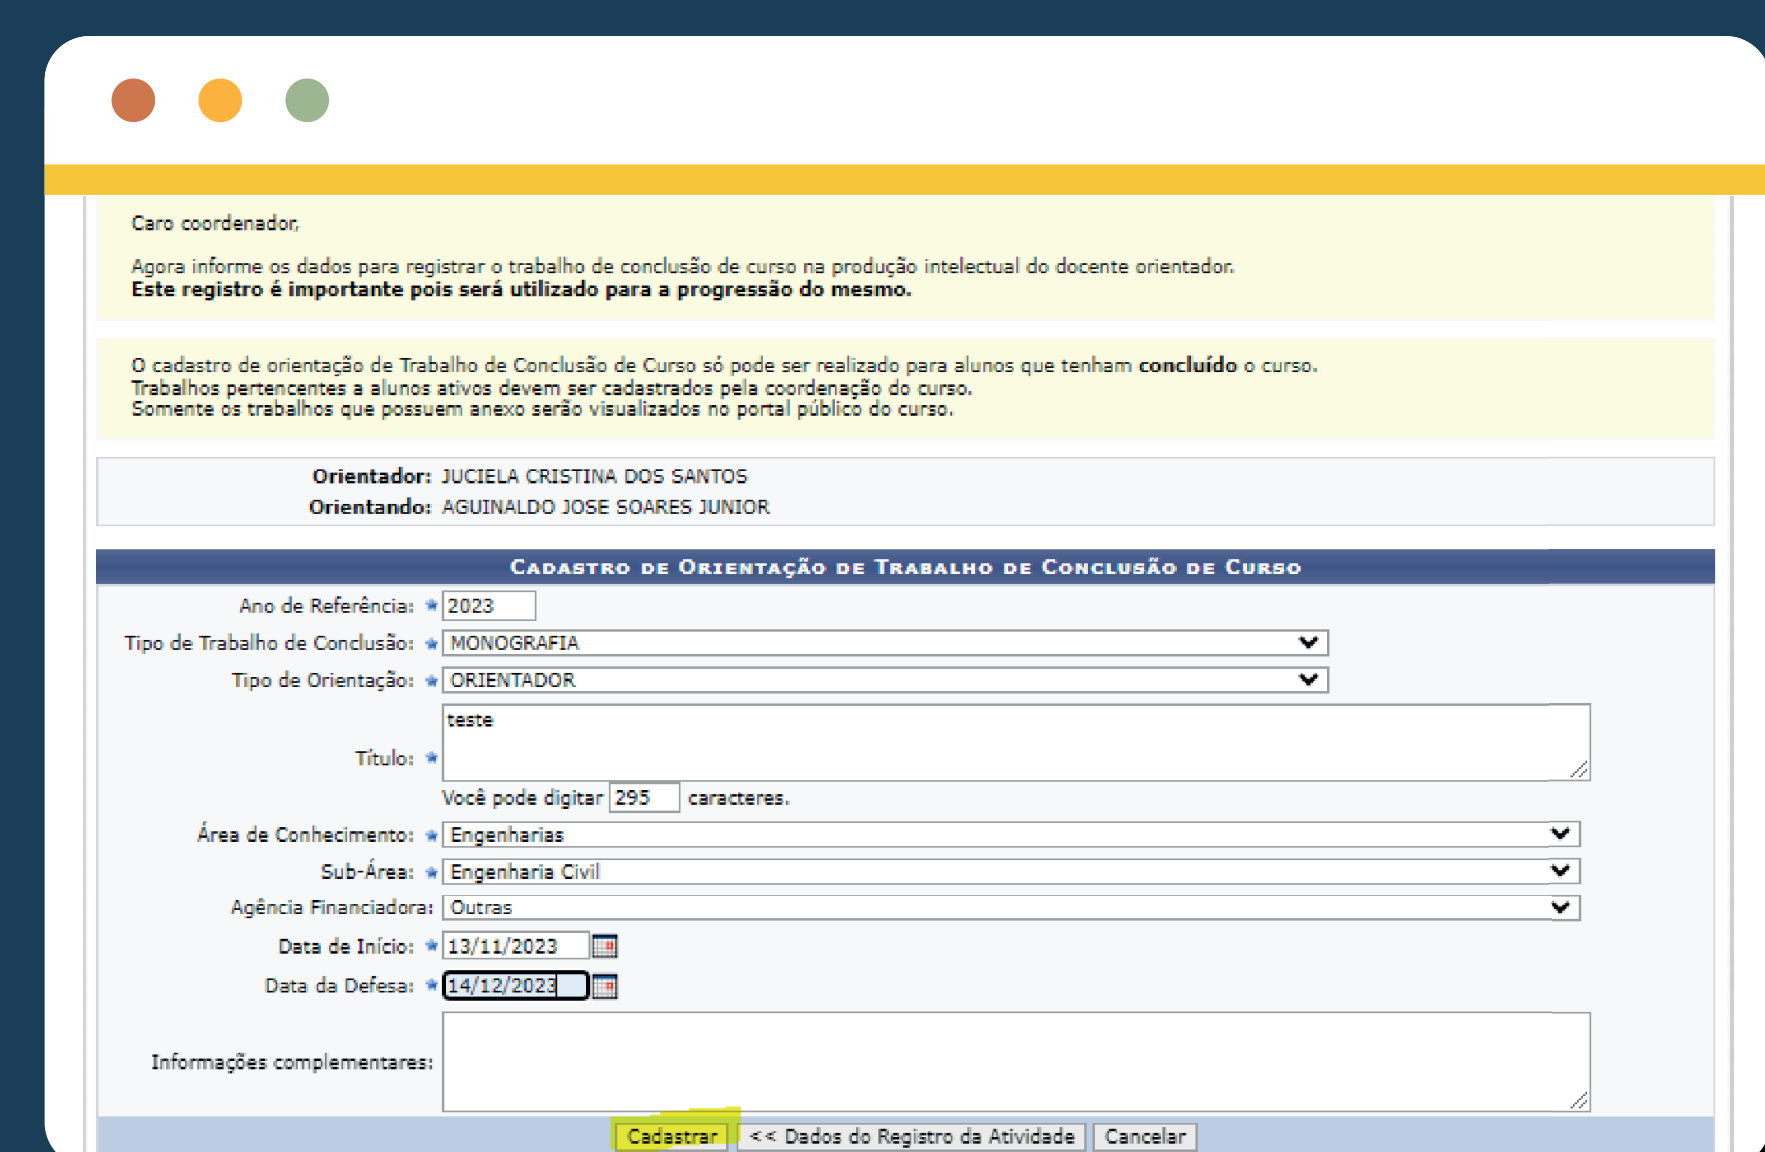 Caro coordenador,
Agora informe os dados para registrar o trabalho de conclusão de curso na produção intelectual do docente orientador.
Este registro é importante pois será utilizado para a progressão do mesmo.
O cadastro de orientação de Trabalho de Conclusão de Curso só pode ser realizado para alunos que tenham concluído o curso.
Trabalhos pertencentes a alunos ativos devem ser cadastrados pela coordenação do curso.
Somente os trabalhos que possuem anexo serão visualizados no portal público do curso.
Orientador: JUCIELA CRISTINA DOS SANTOS
Orientando: AGUINALDO JOSE SOARES JUNIOR
Cadastro de Orientação de Trabalho de Conclusão de Curso
Ano de Referência: 2023
Tipo de Trabalho de Conclusão: MONOGRAFIA
Tipo de Orientação: ORIENTADOR
teste
Título:
Você pode digitar 295 caracteres.
Área de Conhecimento: Engenharias
Sub-Área: Engenharia Civil
Agência Financiadora: Outras
Data de Início: 13/11/2023
Data da Defesa: 14/12/2023
Informações complementares:
Cadastrar << Dados do Registro da Atividade Cancelar